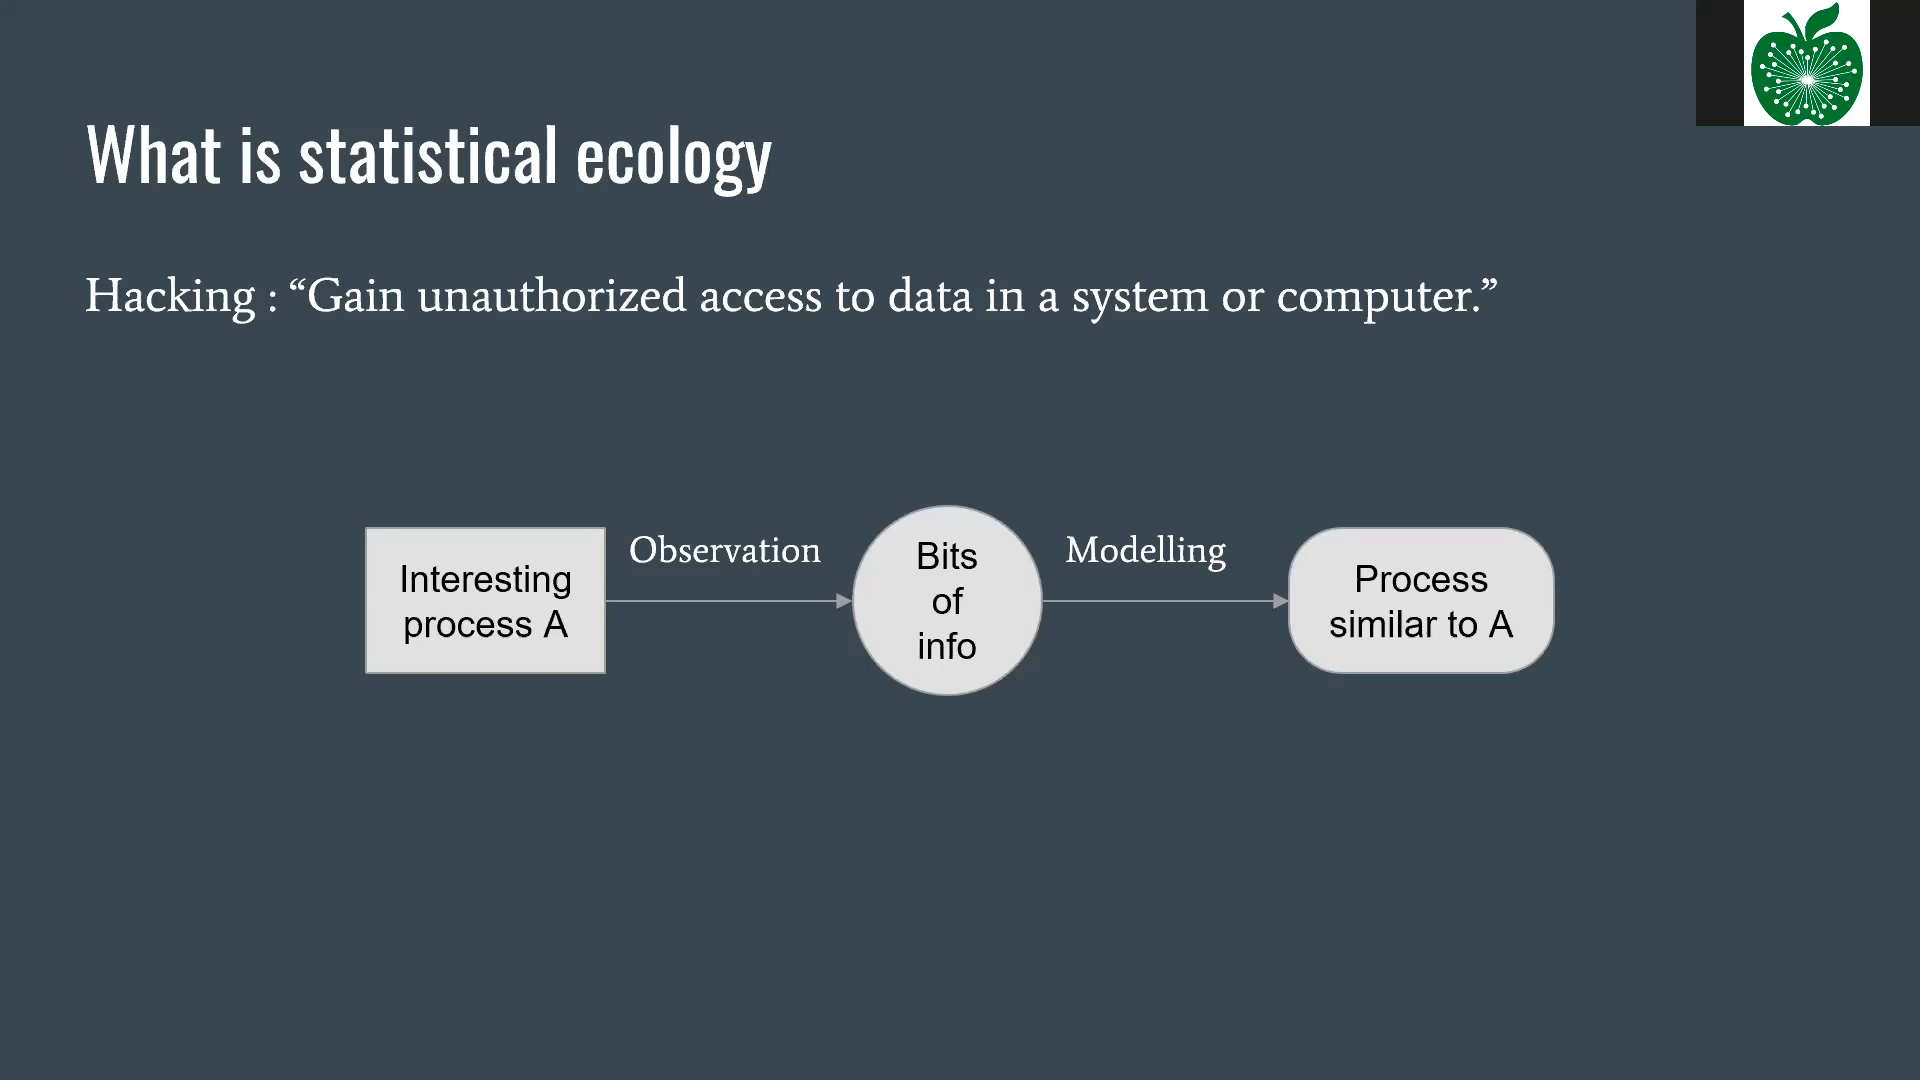 What is statistical ecology
Hacking : “Gain unauthorized access to data in a system or computer.”
Interesting
process A
Observation
Bits
of
info
Modelling
Process
similar to A